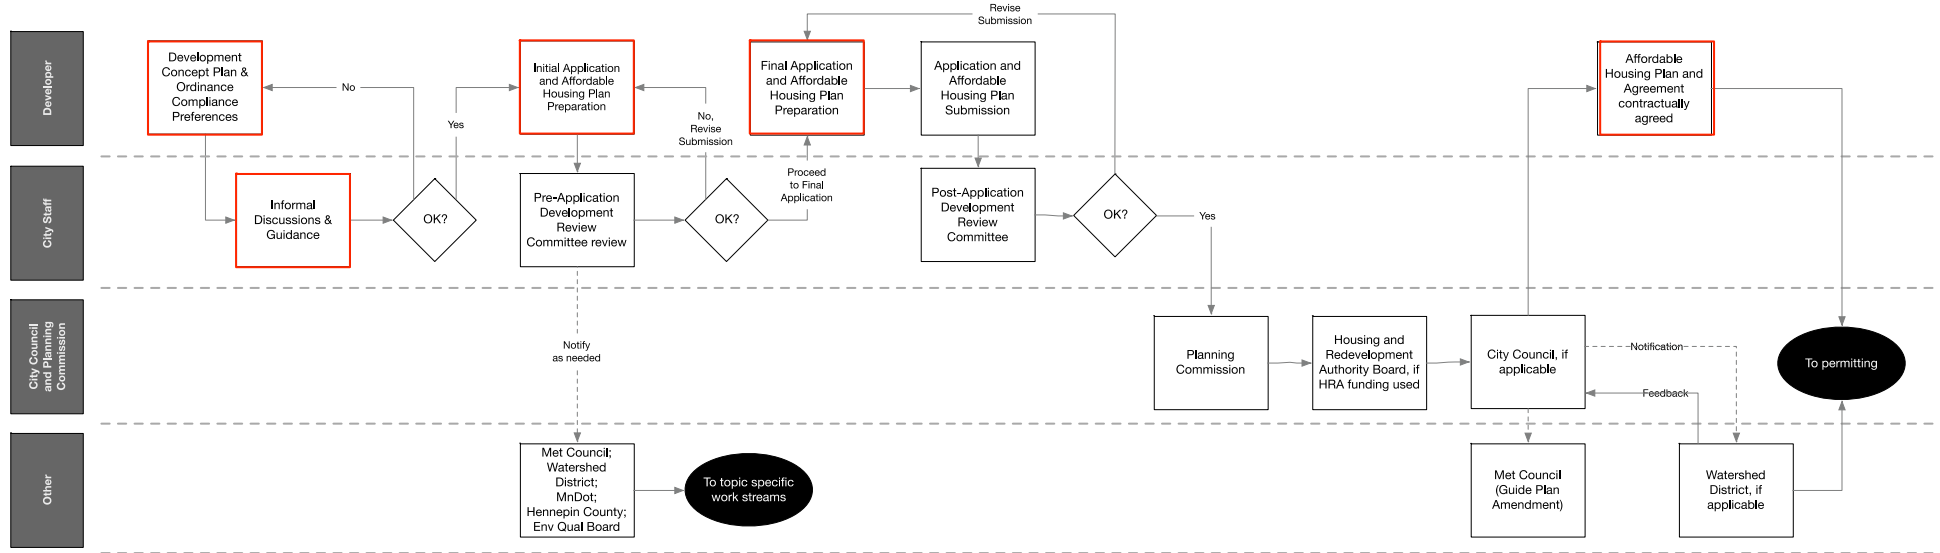 Developer
Development
Concept Plan &
Ordinance
Compliance
Preferences
No
Yes
Initial Application
and Affordable
Housing Plan
Preparation
No,
Revise
Submission
Final Application
and Affordable
Housing Plan
Preparation
Application and
Affordable
Housing Plan
Submission
Revise
Submission
Affordable
Housing Plan and
Agreement
contractually
agreed
City Staff
Informal
Discussions &
Guidance
OK?
Pre-Application
Development
Review
Committee review
OK?
Proceed
to Final
Application
Post-Application
Development
Review
Committee
OK?
Yes
City Council
and Planning
Commission
Notify
as needed
Planning
Commission
Housing and
Redevelopment
Authority Board, if
HRA funding used
City Council, if
applicable
Notification
Feedback
To permitting
Other
Met Council;
Watershed
District;
MnDot;
Hennepin County;
Env Qual Board
To topic specific
work streams
Met Council
(Guide Plan
Amendment)
Watershed
District, if
applicable